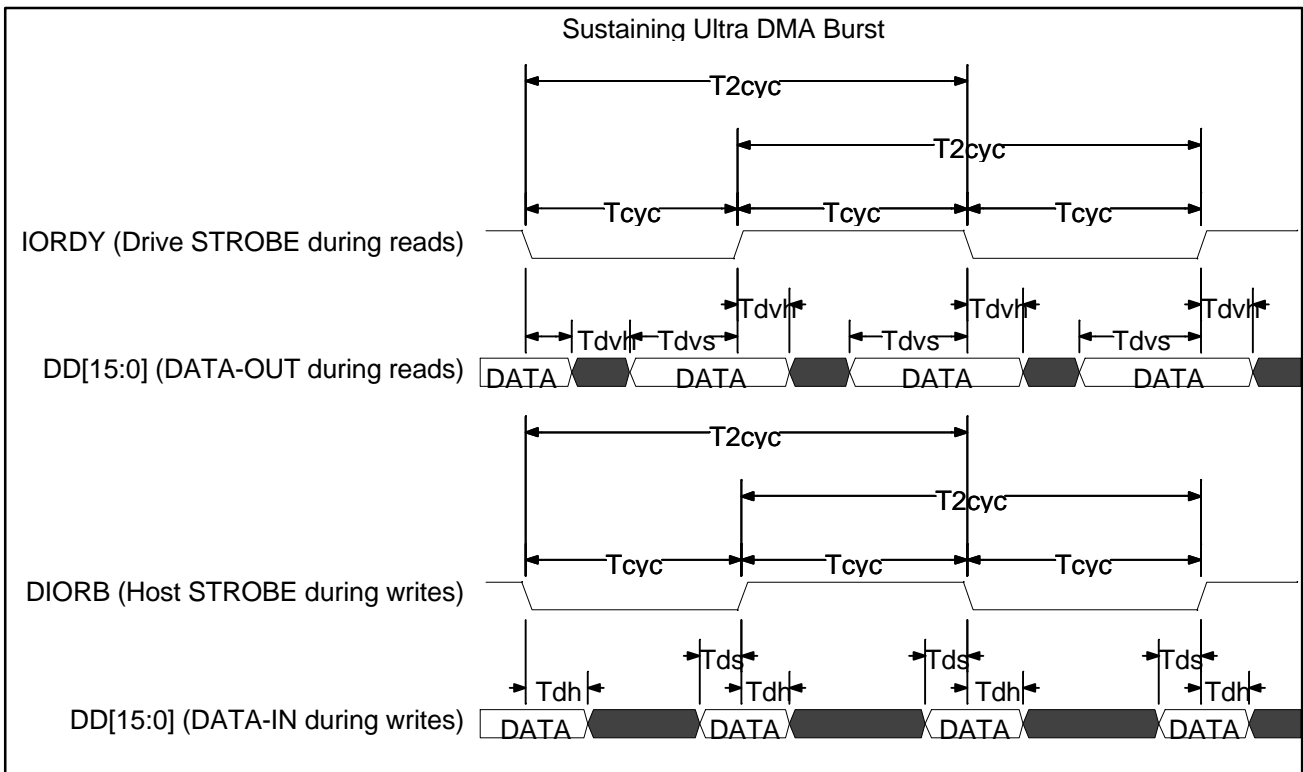 Sustaining Ultra DMA Burst
T2cyc
T2cyc
Tcyc Tcyc Tcyc
IORDY (Drive STROBE during reads)
Tdvh Tdvh Tdvh
Tdvh Tdvs Tdvs Tdvs
DD[15:0] (DATA-OUT during reads)
DATA DATA DATA DATA
T2cyc
T2cyc
Tcyc Tcyc Tcyc
DIORB (Host STROBE during writes)
Tds Tds Tds
Tdh Tdh Tdh Tdh
DD[15:0] (DATA-IN during writes)
DATA DATA DATA DATA